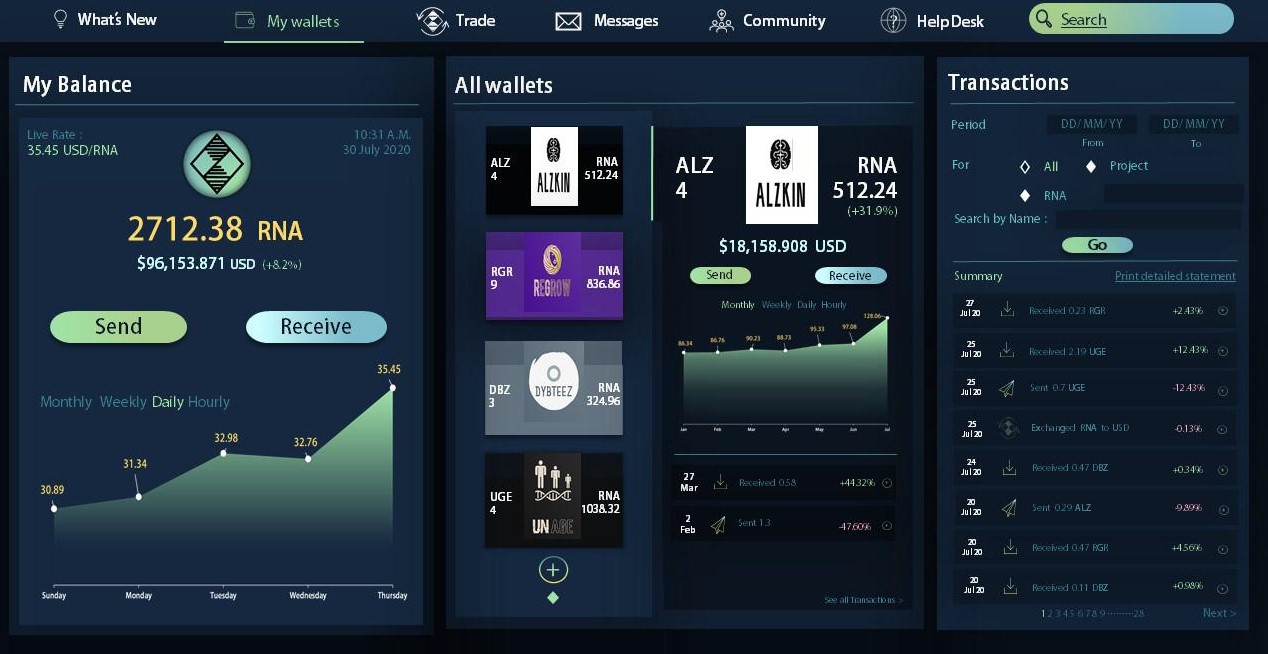 What's New
My wallets
Trade
Messages
Community
Help Desk
Search
My Balance
Live Rate :
35.45 USD/RNA
10:31 A.M.
30 July 2020
2712.38 RNA
$96,153.871 USD (+8.2%)
Send
Receive
Monthly Weekly Daily Hourly
30.89
31.34
32.98
32.76
35.45
Sunday
Monday
Tuesday
Wednesday
Thursday
All wallets
ALZ
4
ALZKIN
RNA
512.24
RGR
9
REGROW
RNA
836.86
DBZ
3
DYBTEEZ
RNA
324.96
UGE
4
UNAGE
RNA
1038.32
ALZ
4
ALZKIN
RNA
512.24
(+31.9%)
$18,158.908 USD
Send
Receive
Monthly Weekly Daily Hourly
86.34
86.76
90.23
88.73
95.33
97.08
128.06
Jan
Feb
Mar
Apr
May
Jun
Jul
27
Mar
Received 0.58
+44.32%
2
Feb
Sent 1.3
-47.60%
See all Transactions >
Transactions
Period
DD/MM/YY
DD/MM/YY
From
To
For
All
Project
RNA
Search by Name :
Go
Summary
Print detailed statement
27
Jul 20
Received 0.23 RGR
+2.43%
25
Jul 20
Received 2.19 UGE
+12.43%
25
Jul 20
Sent 0.7 UGE
-12.43%
25
Jul 20
Exchanged RNA to USD
-0.13%
24
Jul 20
Received 0.47 DBZ
+0.34%
20
Jul 20
Sent 0.29 ALZ
-9.89%
20
Jul 20
Received 0.47 RGR
+4.56%
20
Jul 20
Received 0.11 DBZ
+0.98%
1 2 3 4 5 6 7 8 9 ·········28
Next >